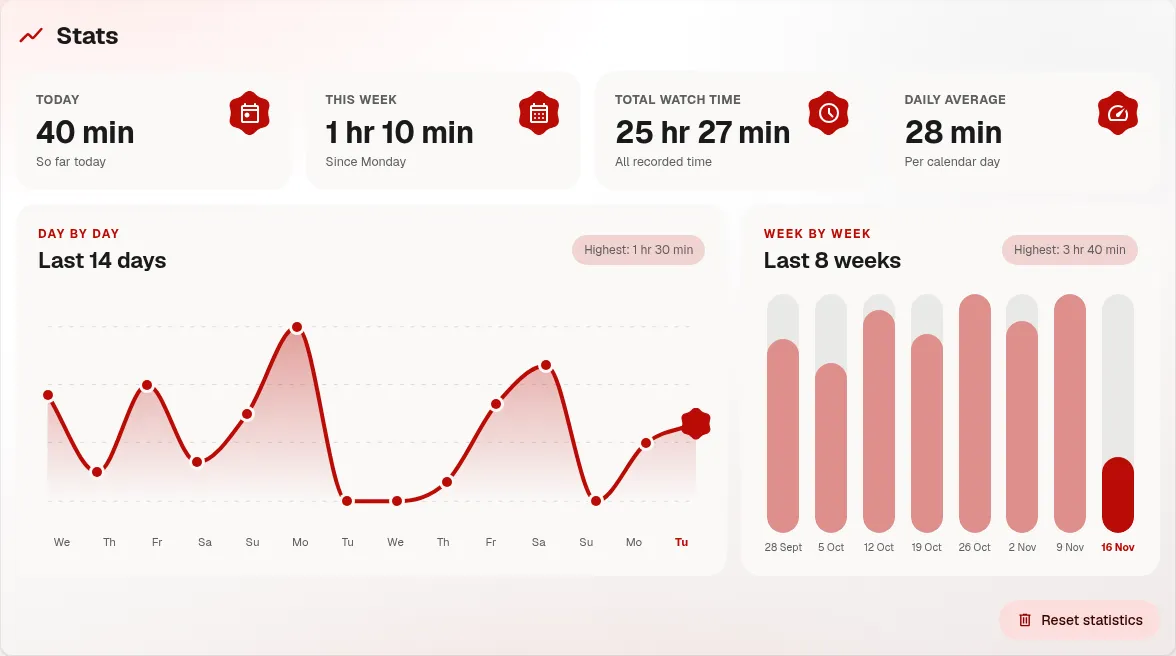 Stats
TODAY
40 min
So far today
THIS WEEK
1 hr 10 min
Since Monday
TOTAL WATCH TIME
25 hr 27 min
All recorded time
DAILY AVERAGE
28 min
Per calendar day
DAY BY DAY
Last 14 days
Highest: 1 hr 30 min
We Th Fr Sa Su Mo Tu We Th Fr Sa Su Mo Tu
WEEK BY WEEK
Last 8 weeks
Highest: 3 hr 40 min
28 Sept 5 Oct 12 Oct 19 Oct 26 Oct 2 Nov 9 Nov 16 Nov
Reset statistics